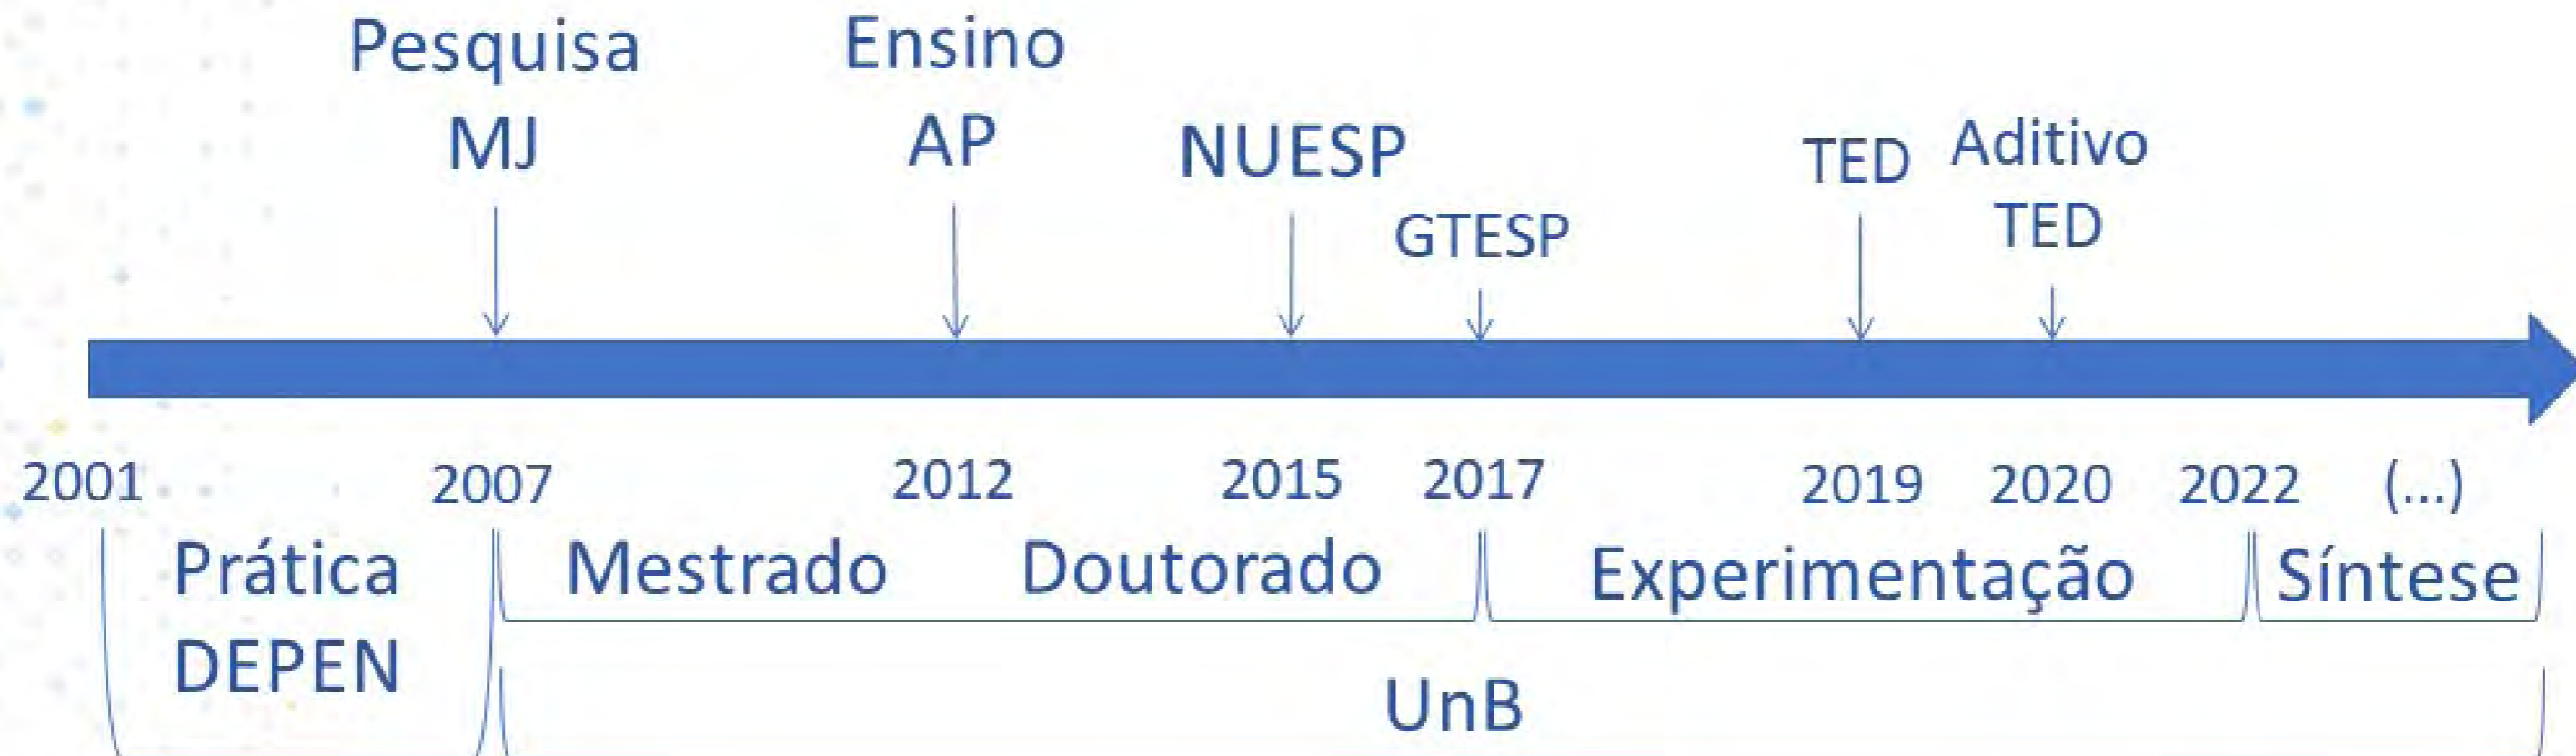 Pesquisa
MJ
Ensino
AP
NUESP
GTESP
TED
Aditivo
TED
2001
2007
2012
2015
2017
2019
2020
2022
(...)
Prática
DEPEN
Mestrado
Doutorado
Experimentação
Síntese
UnB